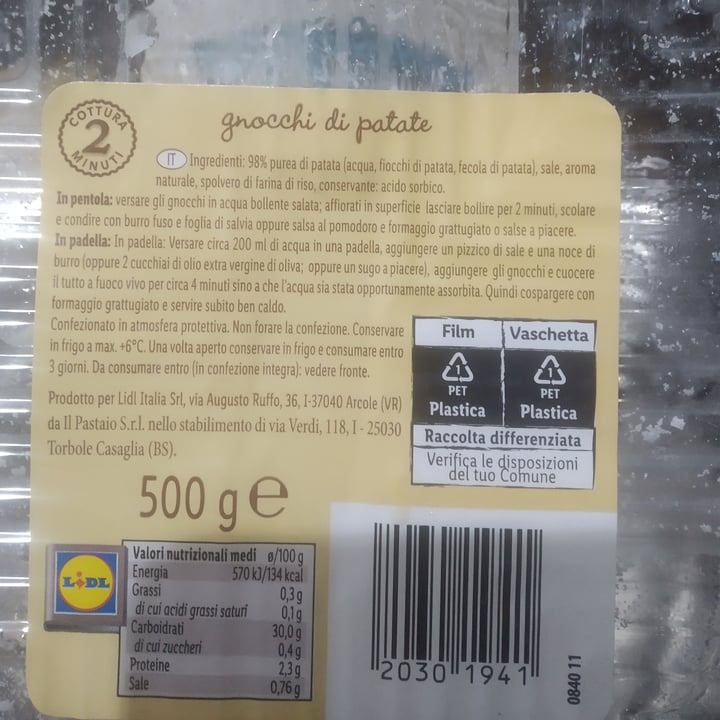 COTTURA
2
MINUTI
gnocchi di patate
IT Ingredienti: 98% purea di patata (acqua, fiocchi di patata, fecola di patata), sale, aroma
naturale, spolvero di farina di riso, conservante: acido sorbico.
In pentola: versare gli gnocchi in acqua bollente salata; affiorati in superficie lasciare bollire per 2 minuti, scolare
e condire con burro fuso e foglia di salvia oppure salsa al pomodoro e formaggio grattugiato o salse a piacere.
In padella: In padella: Versare circa 200 ml di acqua in una padella, aggiungere un pizzico di sale e una noce di
burro (oppure 2 cucchiai di olio extra vergine di oliva; oppure un sugo a piacere), aggiungere gli gnocchi e cuocere
il tutto a fuoco vivo per circa 4 minuti sino a che l'acqua sia stata opportunamente assorbita. Quindi cospargere con
formaggio grattugiato e servire subito ben caldo.
Confezionato in atmosfera protettiva. Non forare la confezione. Conservare
in frigo a max. +6°C. Una volta aperto conservare in frigo e consumare entro
3 giorni. Da consumare entro (in confezione integra): vedere fronte.
Prodotto per Lidl Italia Srl, via Augusto Ruffo, 36, I-37040 Arcole (VR)
da Il Pastaio S.r.l. nello stabilimento di via Verdi, 118, I - 25030
Torbole Casaglia (BS).
Film Vaschetta
1 1
PET PET
Plastica Plastica
Raccolta differenziata
Verifica le disposizioni
del tuo Comune
500 g e
LIDL
Valori nutrizionali medi ø/100 g
Energia 570 kJ/134 kcal
Grassi 0,3 g
di cui acidi grassi saturi 0,1 g
Carboidrati 30,0 g
di cui zuccheri 0,4 g
Proteine 2,3 g
Sale 0,76 g
2030 1941
0840 11